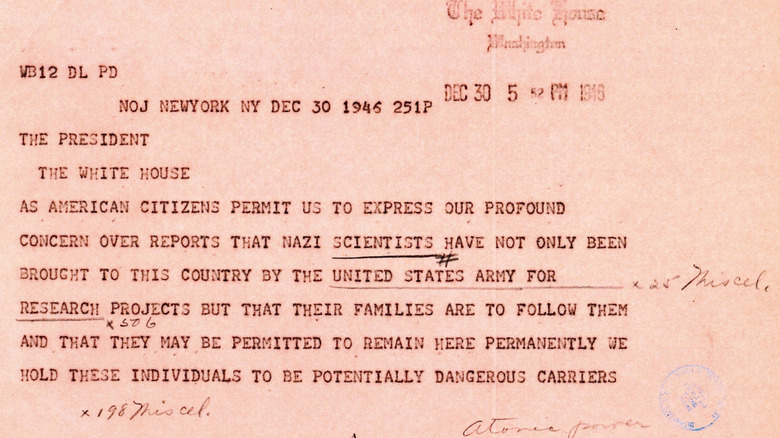 The White House
Washington
WB12 DL PD
DEC 30 5 52 PM 1946
NOJ NEWYORK NY DEC 30 1946 251P
THE PRESIDENT
THE WHITE HOUSE
AS AMERICAN CITIZENS PERMIT US TO EXPRESS OUR PROFOUND
CONCERN OVER REPORTS THAT NAZI SCIENTISTS HAVE NOT ONLY BEEN
#
BROUGHT TO THIS COUNTRY BY THE UNITED STATES ARMY FOR
x25 Miscel.
RESEARCH PROJECTS BUT THAT THEIR FAMILIES ARE TO FOLLOW THEM
x506
AND THAT THEY MAY BE PERMITTED TO REMAIN HERE PERMANENTLY WE
HOLD THESE INDIVIDUALS TO BE POTENTIALLY DANGEROUS CARRIERS
x198 Miscel.
Atomic power